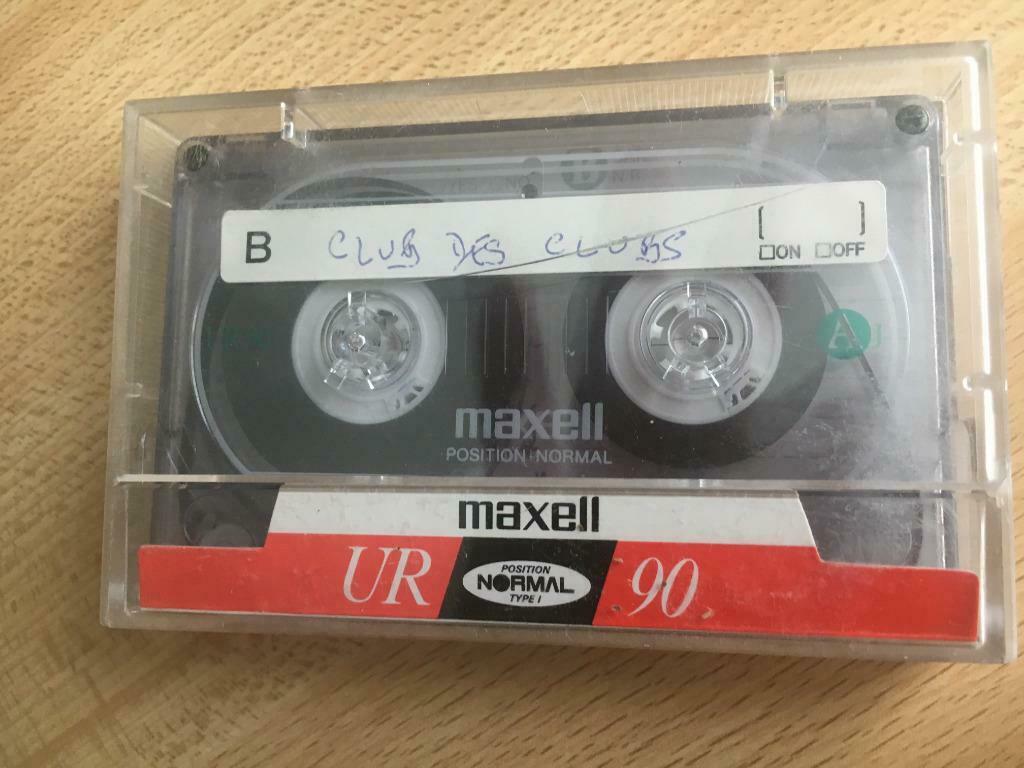 B CLUB DES CLUBS [ ]
☐ON ☐OFF
A
maxell
POSITION·NORMAL
maxell
UR POSITION NORMAL TYPE I 90